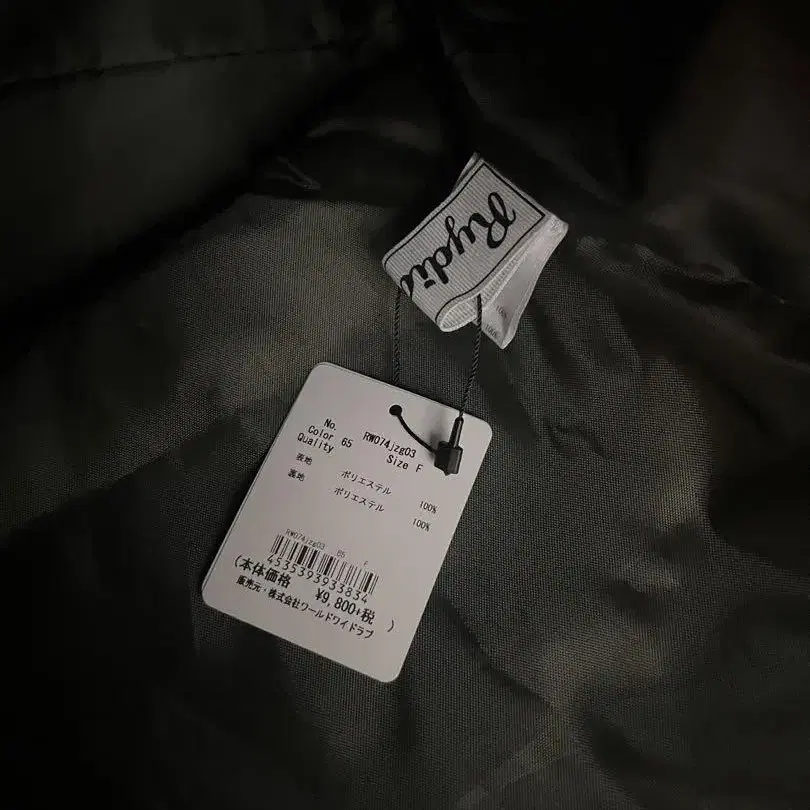 Rydi
No. RW074jzg03
Color 65 Size F
Quality
表地 ポリエステル 100%
裏地 ポリエステル 100%
RW074jzg03 65 F
4535393933834
(本体価格 ¥9,800+税 )
販売元・株式会社ワールドワイドラブ
100%